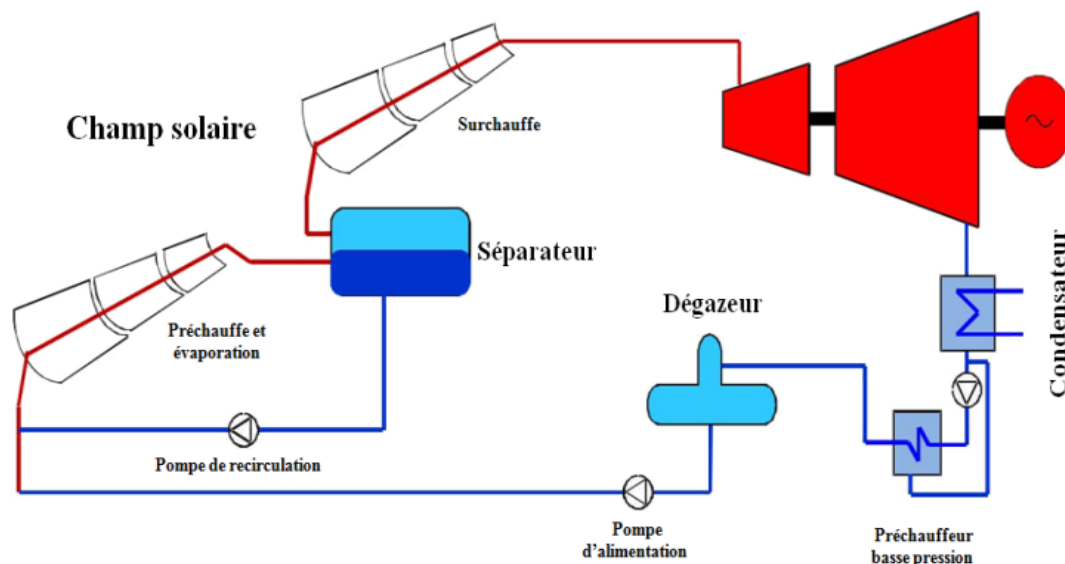 Champ solaire
Surchauffe
Séparateur
Préchauffe et
évaporation
Dégazeur
Condensateur
Pompe de recirculation
Pompe
d'alimentation
Préchauffeur
basse pression